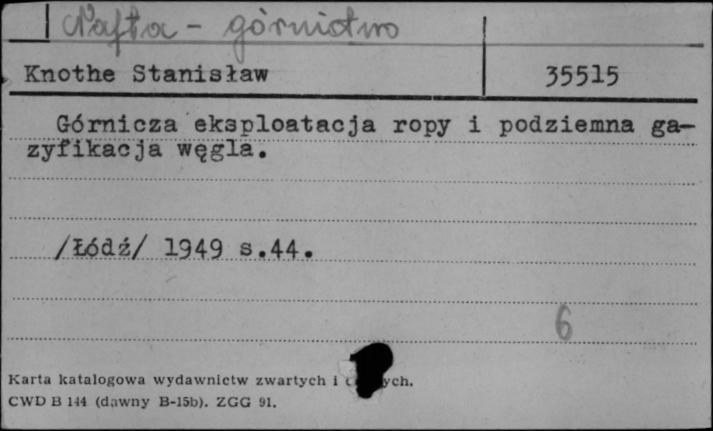 Nafta - górnictwo
Knothe Stanisław 35515
Górnicza eksploatacja ropy i podziemna ga-
zyfikacja węgla.
/Łódź/ 1949 s.44.
6
Karta katalogowa wydawnictw zwartych i
CWD B 144 (dawny B-15b). ZGG 91.